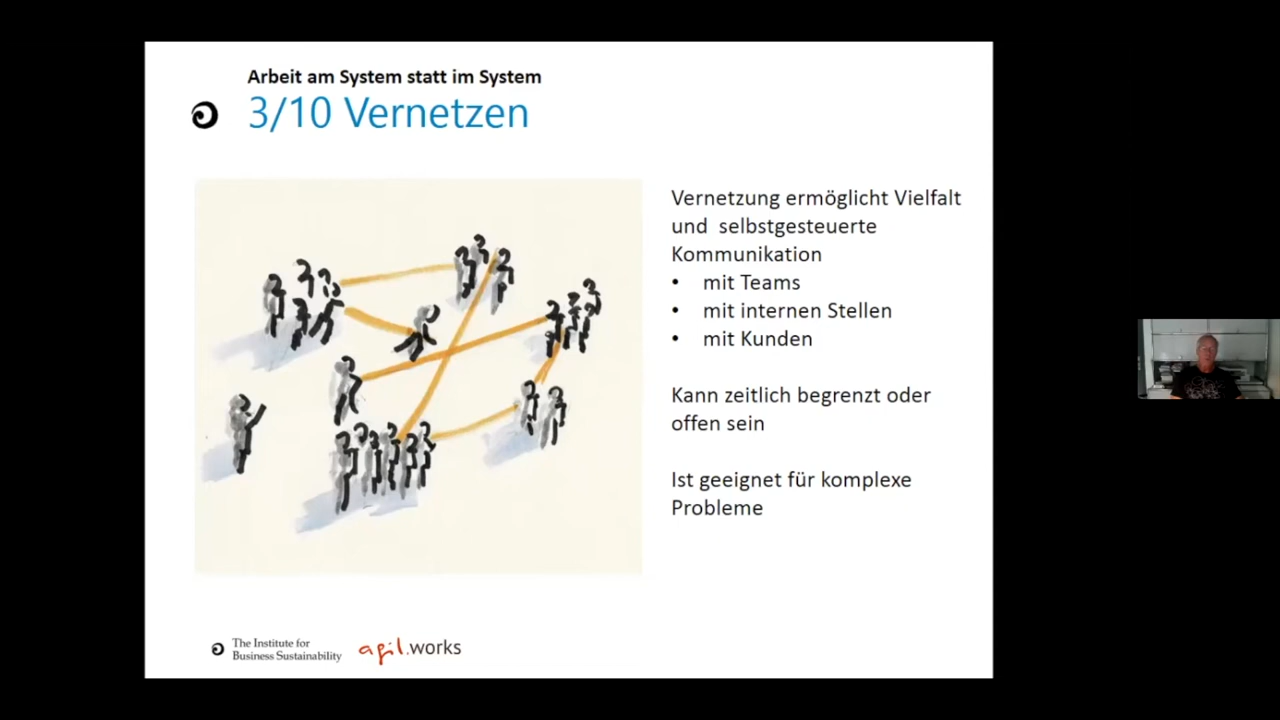 Arbeit am System statt im System
3/10 Vernetzen
Vernetzung ermöglicht Vielfalt
und selbstgesteuerte
Kommunikation
• mit Teams
• mit internen Stellen
• mit Kunden
Kann zeitlich begrenzt oder
offen sein
Ist geeignet für komplexe
Probleme
The Institute for
Business Sustainability
agil.works